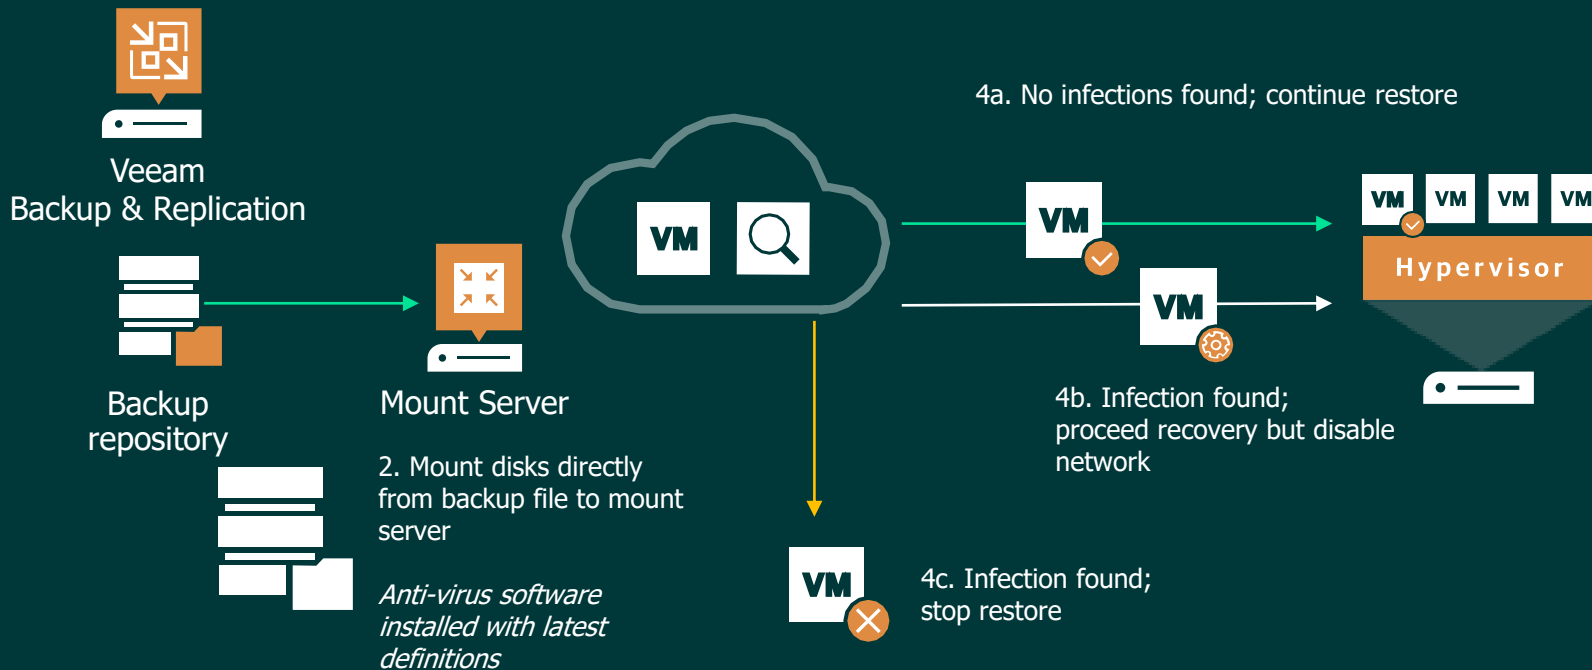 Veeam
Backup & Replication
Backup
repository
Mount Server
2. Mount disks directly
from backup file to mount
server
Anti-virus software
installed with latest
definitions
VM
4a. No infections found; continue restore
VM
VM
4b. Infection found;
proceed recovery but disable
network
VM
4c. Infection found;
stop restore
VM VM VM VM
Hypervisor